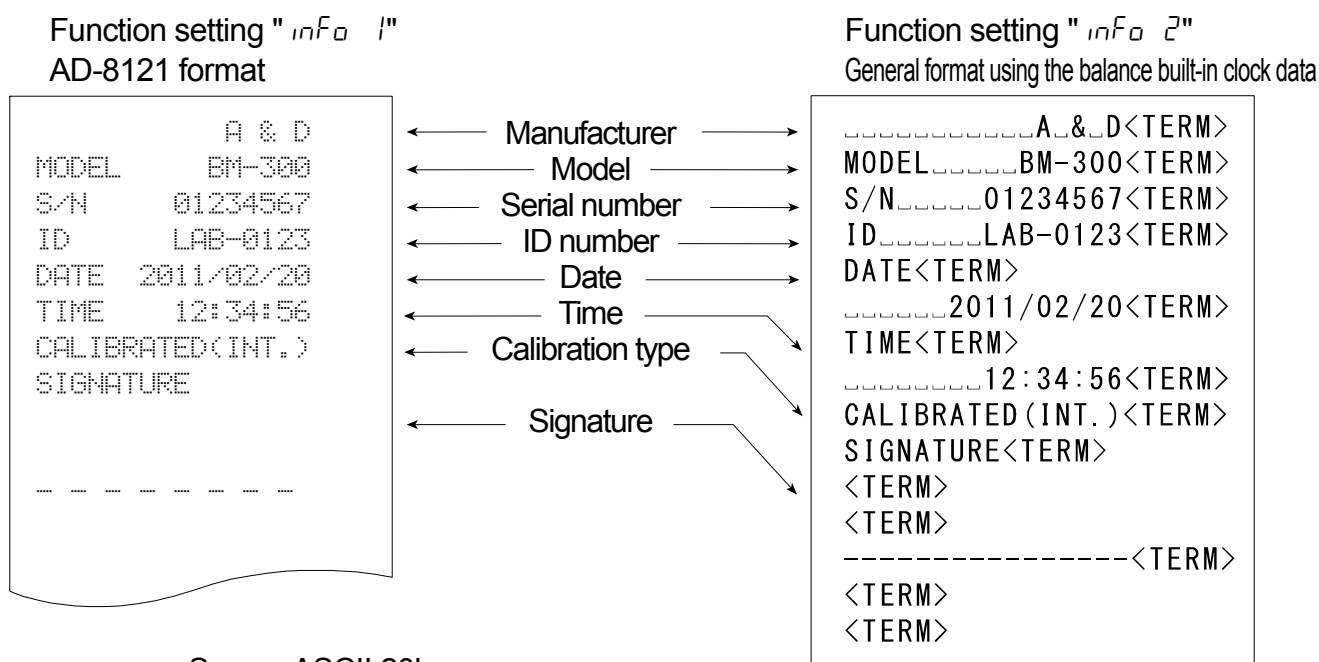 Function setting " info 1"
AD-8121 format
A & D
MODEL BM-300
S/N 01234567
ID LAB-0123
DATE 2011/02/20
TIME 12:34:56
CALIBRATED(INT.)
SIGNATURE
_ _ _ _ _ _ _ _
Manufacturer
Model
Serial number
ID number
Date
Time
Calibration type
Signature
Function setting " info 2"
General format using the balance built-in clock data
␣␣␣␣␣␣␣␣␣␣␣A␣&␣D<TERM>
MODEL␣␣␣␣␣BM-300<TERM>
S/N␣␣␣␣␣01234567<TERM>
ID␣␣␣␣␣␣LAB-0123<TERM>
DATE<TERM>
␣␣␣␣␣␣2011/02/20<TERM>
TIME<TERM>
␣␣␣␣␣␣␣␣12:34:56<TERM>
CALIBRATED(INT.)<TERM>
SIGNATURE<TERM>
<TERM>
<TERM>
----------------<TERM>
<TERM>
<TERM>